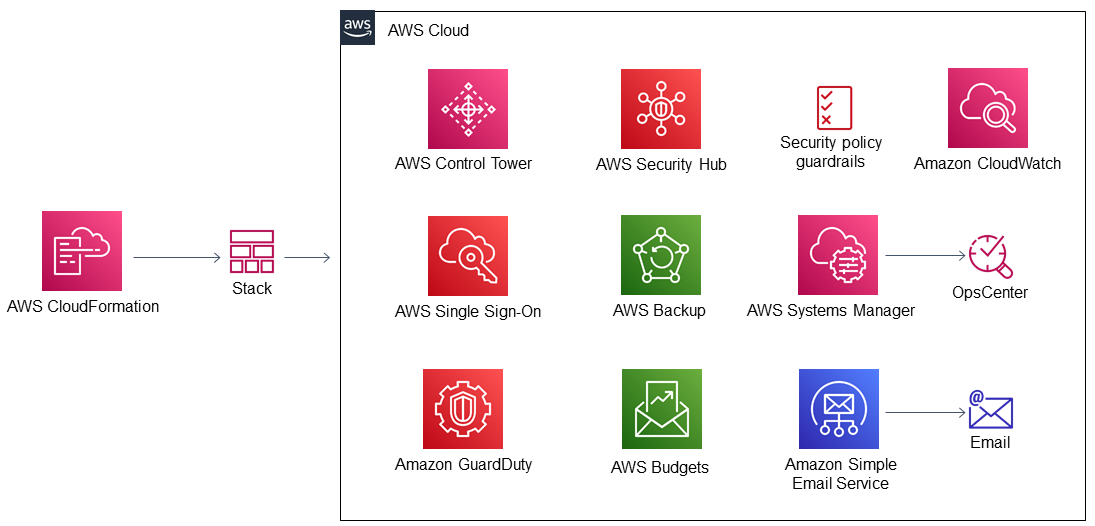 aws
AWS Cloud
AWS Control Tower
AWS Security Hub
Security policy
guardrails
Amazon CloudWatch
AWS CloudFormation
Stack
AWS Single Sign-On
AWS Backup
AWS Systems Manager
OpsCenter
Amazon GuardDuty
AWS Budgets
Amazon Simple
Email Service
@
Email